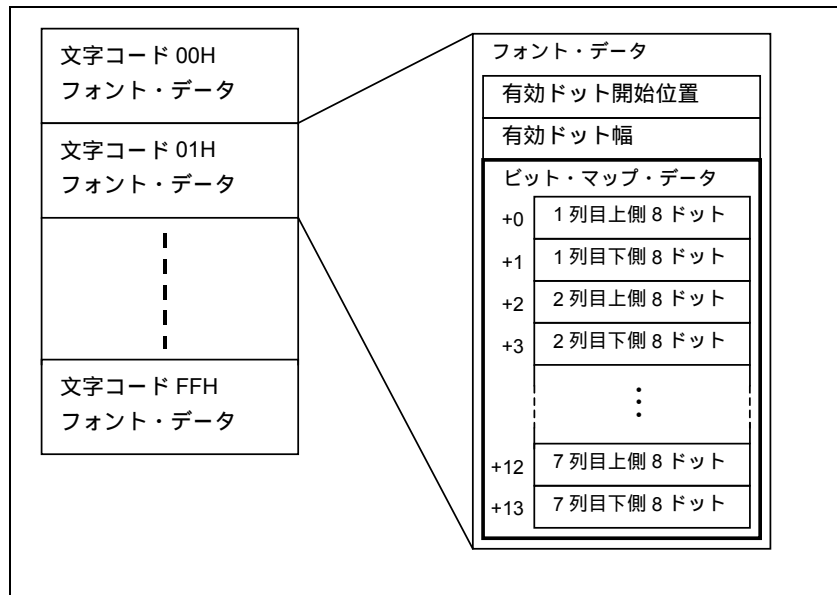 文字コード 00H
フォント・データ
文字コード 01H
フォント・データ
文字コード FFH
フォント・データ
フォント・データ
有効ドット開始位置
有効ドット幅
ビット・マップ・データ
+0 1 列目上側 8 ドット
+1 1 列目下側 8 ドット
+2 2 列目上側 8 ドット
+3 2 列目下側 8 ドット
+12 7 列目上側 8 ドット
+13 7 列目下側 8 ドット